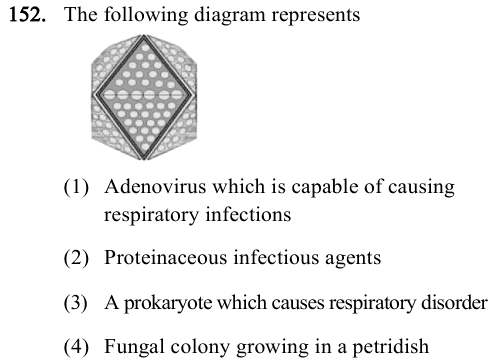 152. The following diagram represents
(1) Adenovirus which is capable of causing
respiratory infections
(2) Proteinaceous infectious agents
(3) A prokaryote which causes respiratory disorder
(4) Fungal colony growing in a petridish